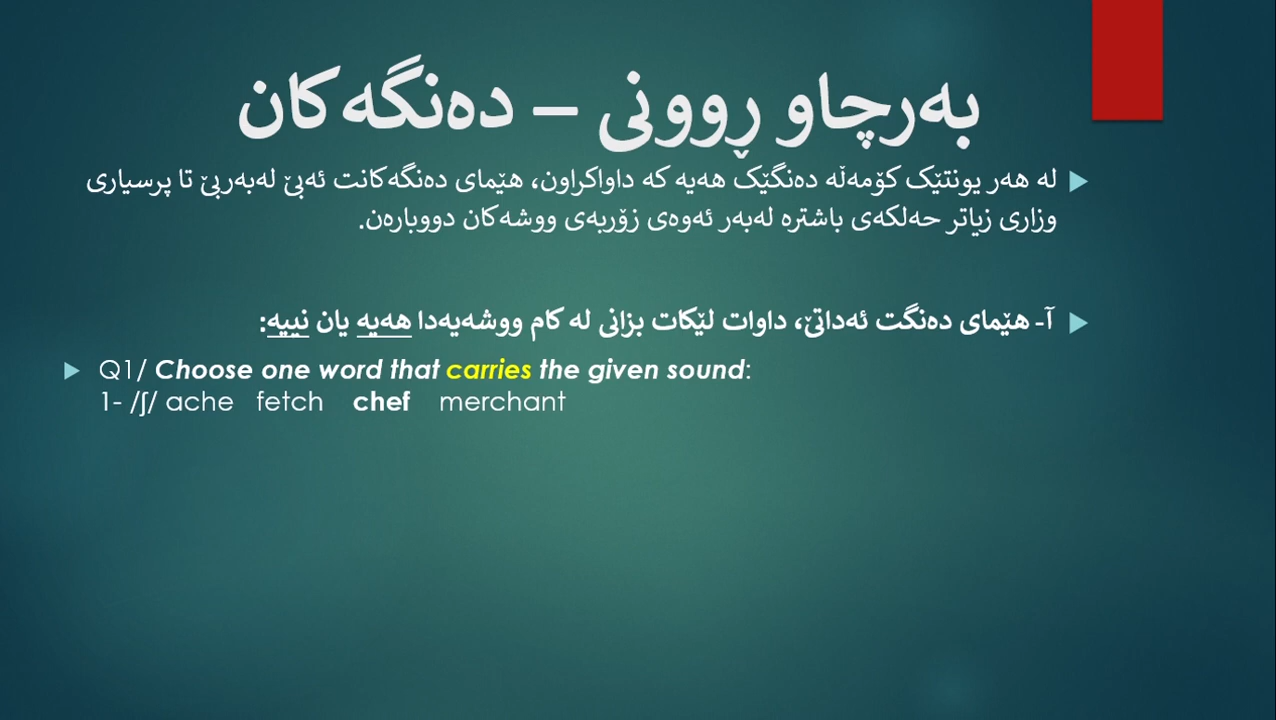 بەرچاو ڕوونی – دەنگەکان
لە هەر یونتێک کۆمەڵە دەنگێک هەیە کە داواکراون، هێمای دەنگەکانت ئەبێ لەبەربێ تا پرسیاری
وزاری زیاتر حەلکەی باشترە لەبەر ئەوەی زۆربەی ووشەکان دووبارەن.
آ- هێمای دەنگت ئەداتێ، داوات لێکات بزانی لە کام ووشەیەدا هەیە یان نییە:
Q1/ Choose one word that carries the given sound:
1- /ʃ/ ache fetch chef merchant